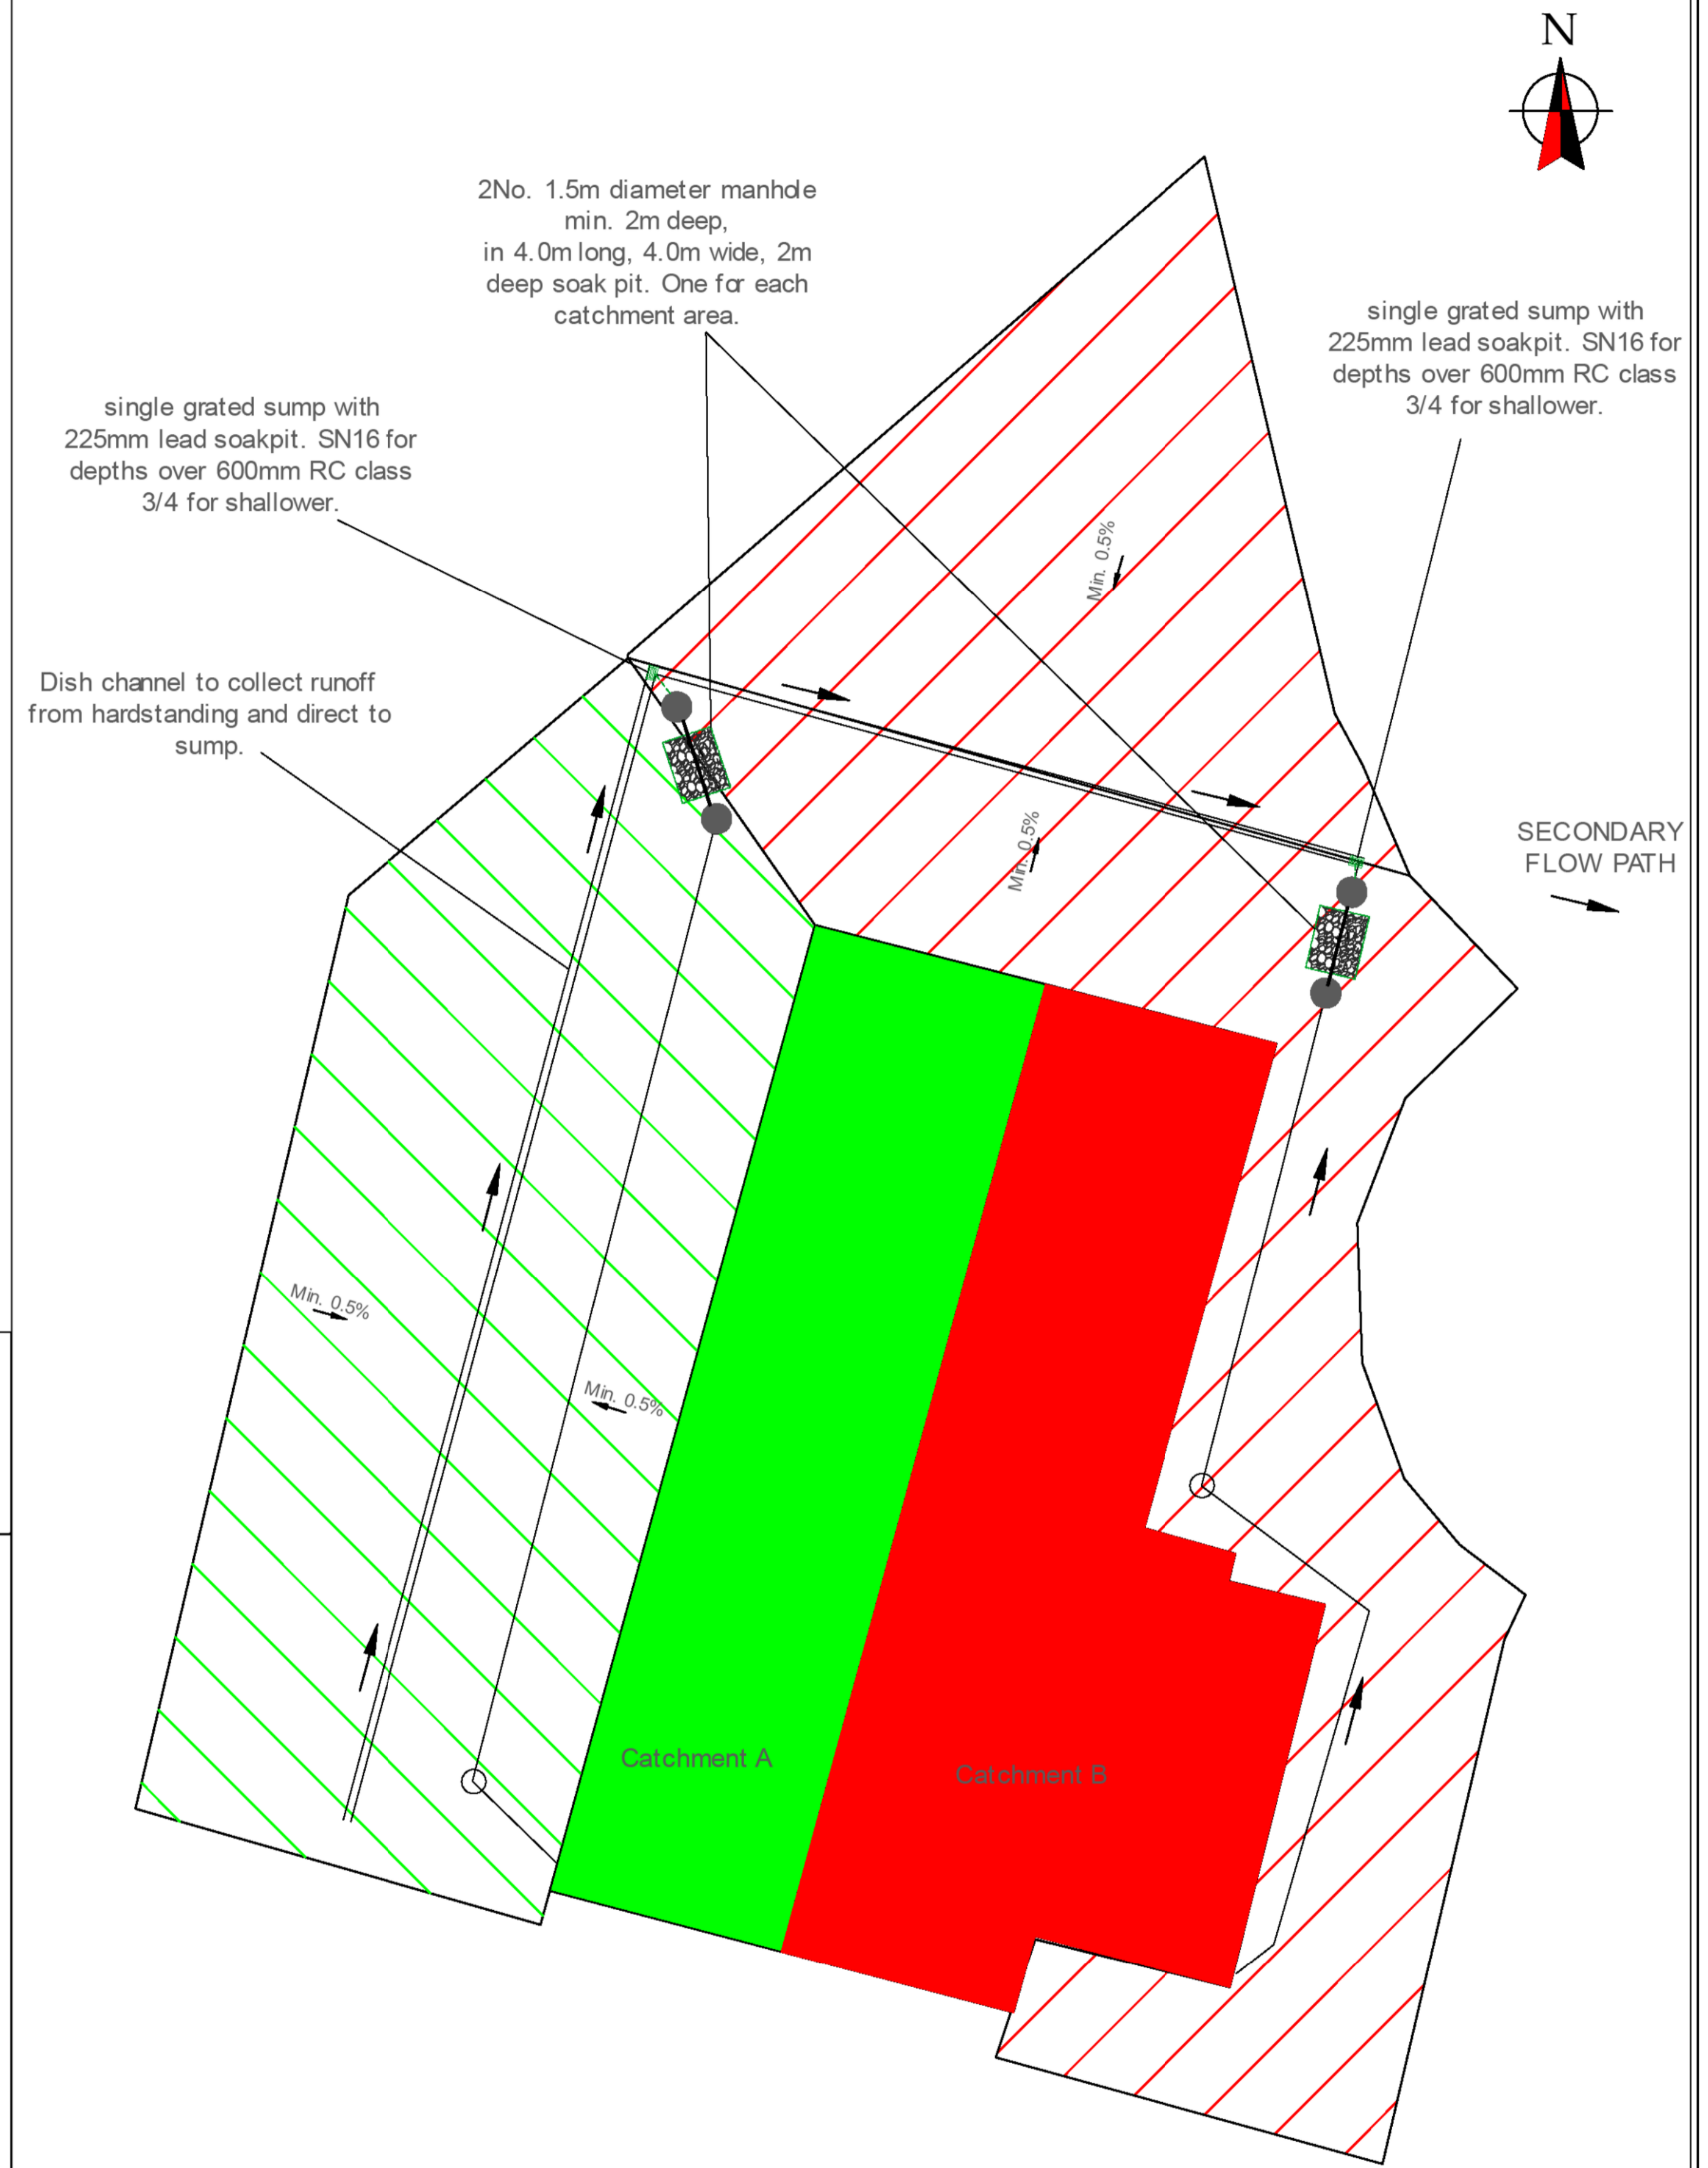 N
2No. 1.5m diameter manhole
min. 2m deep,
in 4.0m long, 4.0m wide, 2m
deep soak pit. One for each
catchment area.
single grated sump with
225mm lead soakpit. SN16 for
depths over 600mm RC class
3/4 for shallower.
single grated sump with
225mm lead soakpit. SN16 for
depths over 600mm RC class
3/4 for shallower.
Min. 0.5%
Dish channel to collect runoff
from hardstanding and direct to
sump.
Min. 0.5%
SECONDARY
FLOW PATH
Min. 0.5%
Min. 0.5%
Catchment A
Catchment B